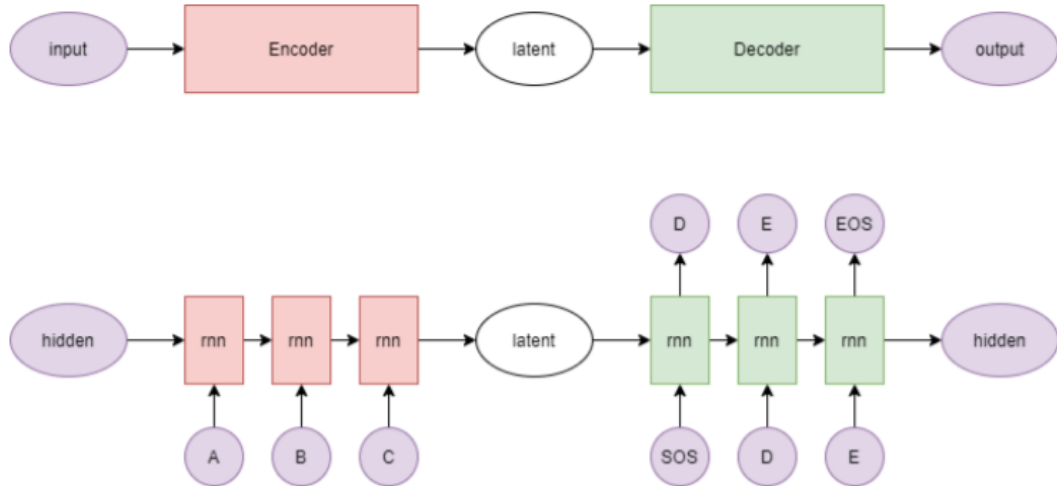 input Encoder latent Decoder output
D E EOS
hidden rnn rnn rnn latent rnn rnn rnn hidden
A B C SOS D E